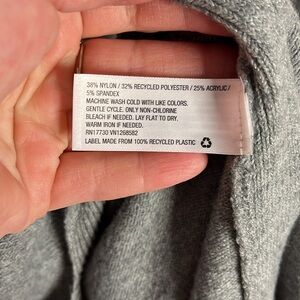 38% NYLON / 32% RECYCLED POLYESTER / 25% ACRYLIC /
5% SPANDEX
MACHINE WASH COLD WITH LIKE COLORS.
GENTLE CYCLE. ONLY NON-CHLORINE
BLEACH IF NEEDED. LAY FLAT TO DRY.
WARM IRON IF NEEDED.
RN17730 VN1268582
LABEL MADE FROM 100% RECYCLED PLASTIC